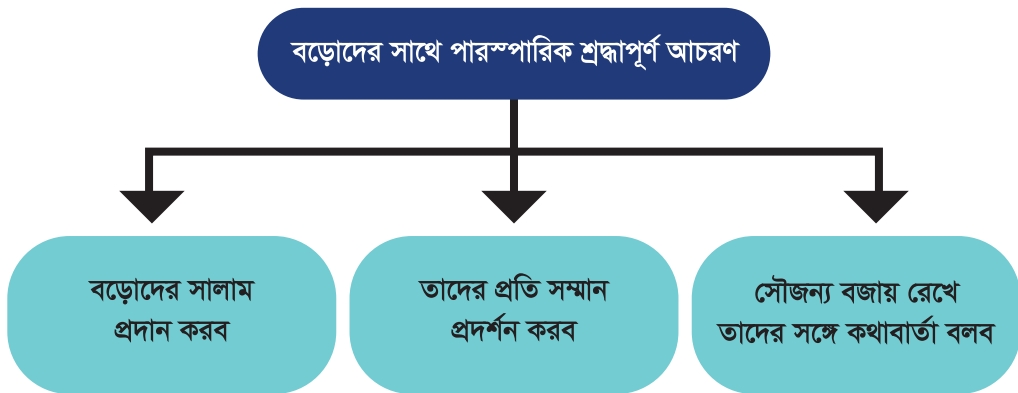 বড়োদের সাথে পারস্পারিক শ্রদ্ধাপূর্ণ আচরণ
বড়োদের সালাম
প্রদান করব
তাদের প্রতি সম্মান
প্রদর্শন করব
সৌজন্য বজায় রেখে
তাদের সঙ্গে কথাবার্তা বলব